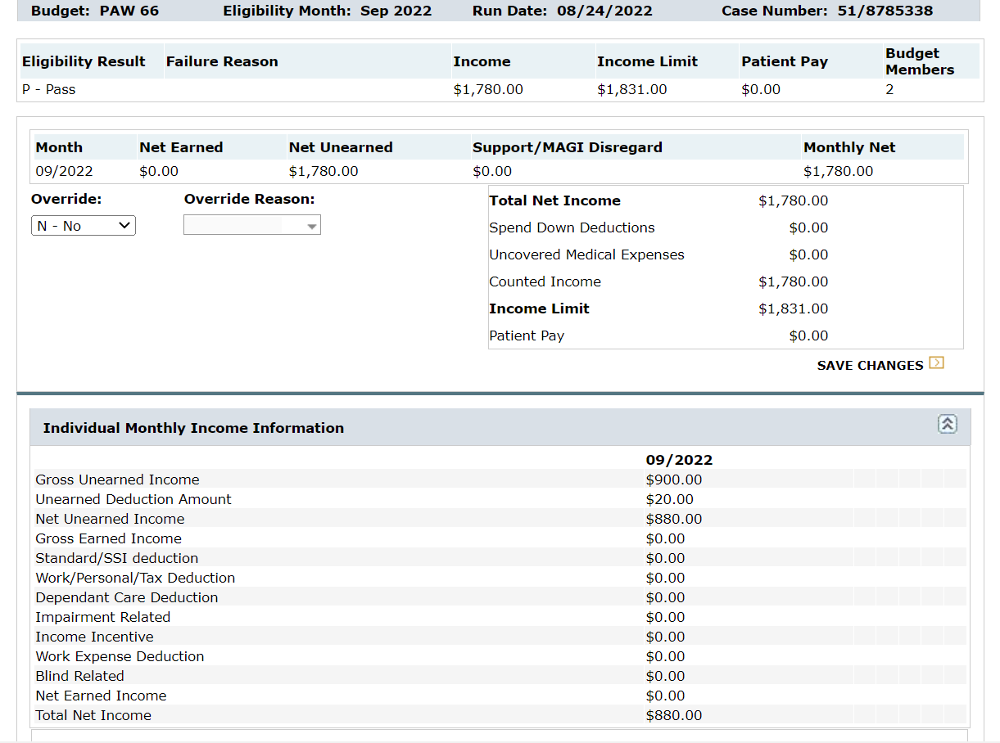 Budget: PAW 66 Eligibility Month: Sep 2022 Run Date: 08/24/2022 Case Number: 51/8785338
Eligibility Result Failure Reason Income Income Limit Patient Pay Budget Members
P - Pass $1,780.00 $1,831.00 $0.00 2
Month Net Earned Net Unearned Support/MAGI Disregard Monthly Net
09/2022 $0.00 $1,780.00 $0.00 $1,780.00
Override: Override Reason:
N - No
Total Net Income $1,780.00
Spend Down Deductions $0.00
Uncovered Medical Expenses $0.00
Counted Income $1,780.00
Income Limit $1,831.00
Patient Pay $0.00
SAVE CHANGES
Individual Monthly Income Information
09/2022
Gross Unearned Income $900.00
Unearned Deduction Amount $20.00
Net Unearned Income $880.00
Gross Earned Income $0.00
Standard/SSI deduction $0.00
Work/Personal/Tax Deduction $0.00
Dependant Care Deduction $0.00
Impairment Related $0.00
Income Incentive $0.00
Work Expense Deduction $0.00
Blind Related $0.00
Net Earned Income $0.00
Total Net Income $880.00